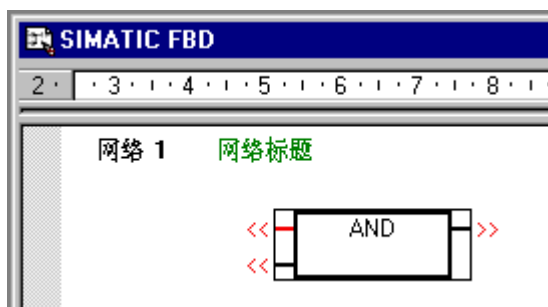 SIMATIC FBD
2 · · 3 · ı · 4 · ı · 5 · ı · 6 · ı · 7 · ı · 8 · ı
网络 1 网络标题
<< AND >>
<<